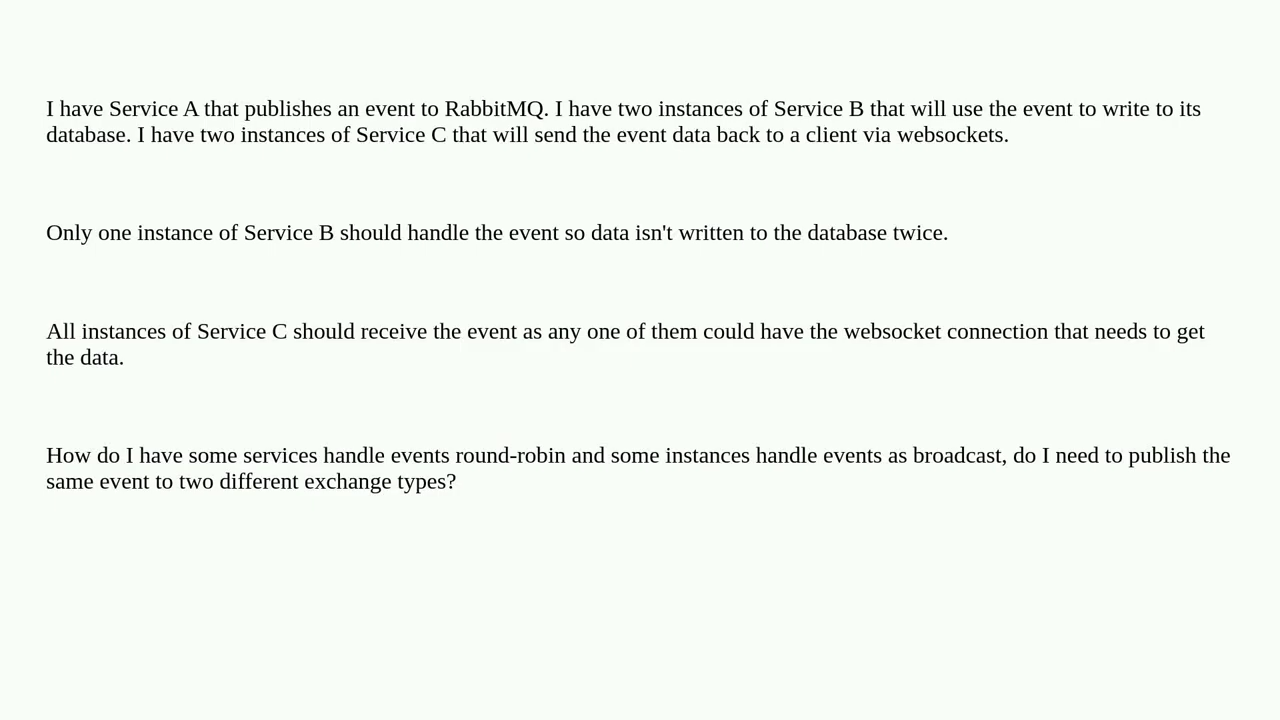 I have Service A that publishes an event to RabbitMQ. I have two instances of Service B that will use the event to write to its
database. I have two instances of Service C that will send the event data back to a client via websockets.
Only one instance of Service B should handle the event so data isn't written to the database twice.
All instances of Service C should receive the event as any one of them could have the websocket connection that needs to get
the data.
How do I have some services handle events round-robin and some instances handle events as broadcast, do I need to publish the
same event to two different exchange types?